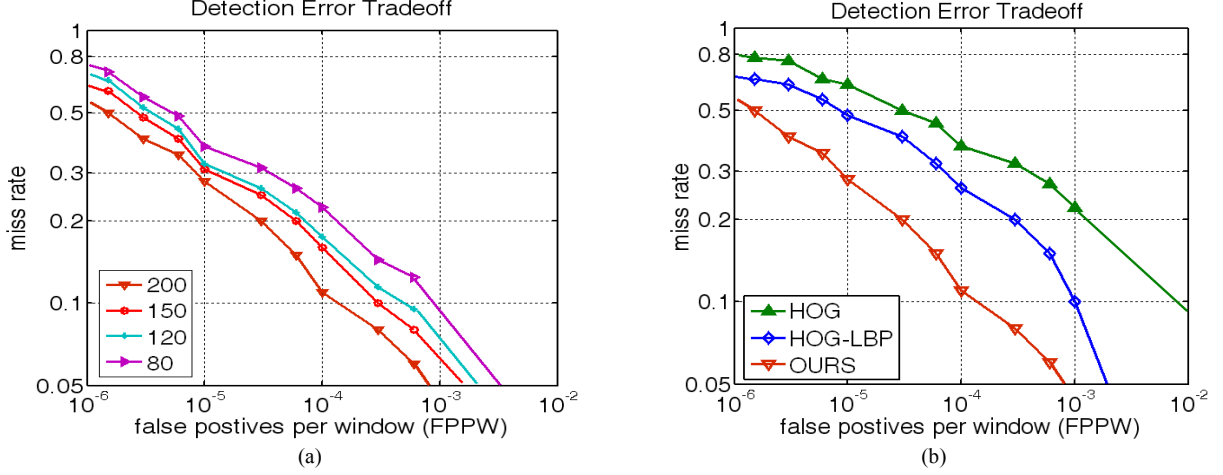 Detection Error Tradeoff
1
0.8
0.5
0.3
0.2
0.1
0.05
miss rate
200
150
120
80
10^-6
10^-5
10^-4
10^-3
10^-2
false postives per window (FPPW)
(a)
Detection Error Tradeoff
1
0.8
0.5
0.3
0.2
0.1
0.05
miss rate
HOG
HOG-LBP
OURS
10^-6
10^-5
10^-4
10^-3
10^-2
false postives per window (FPPW)
(b)